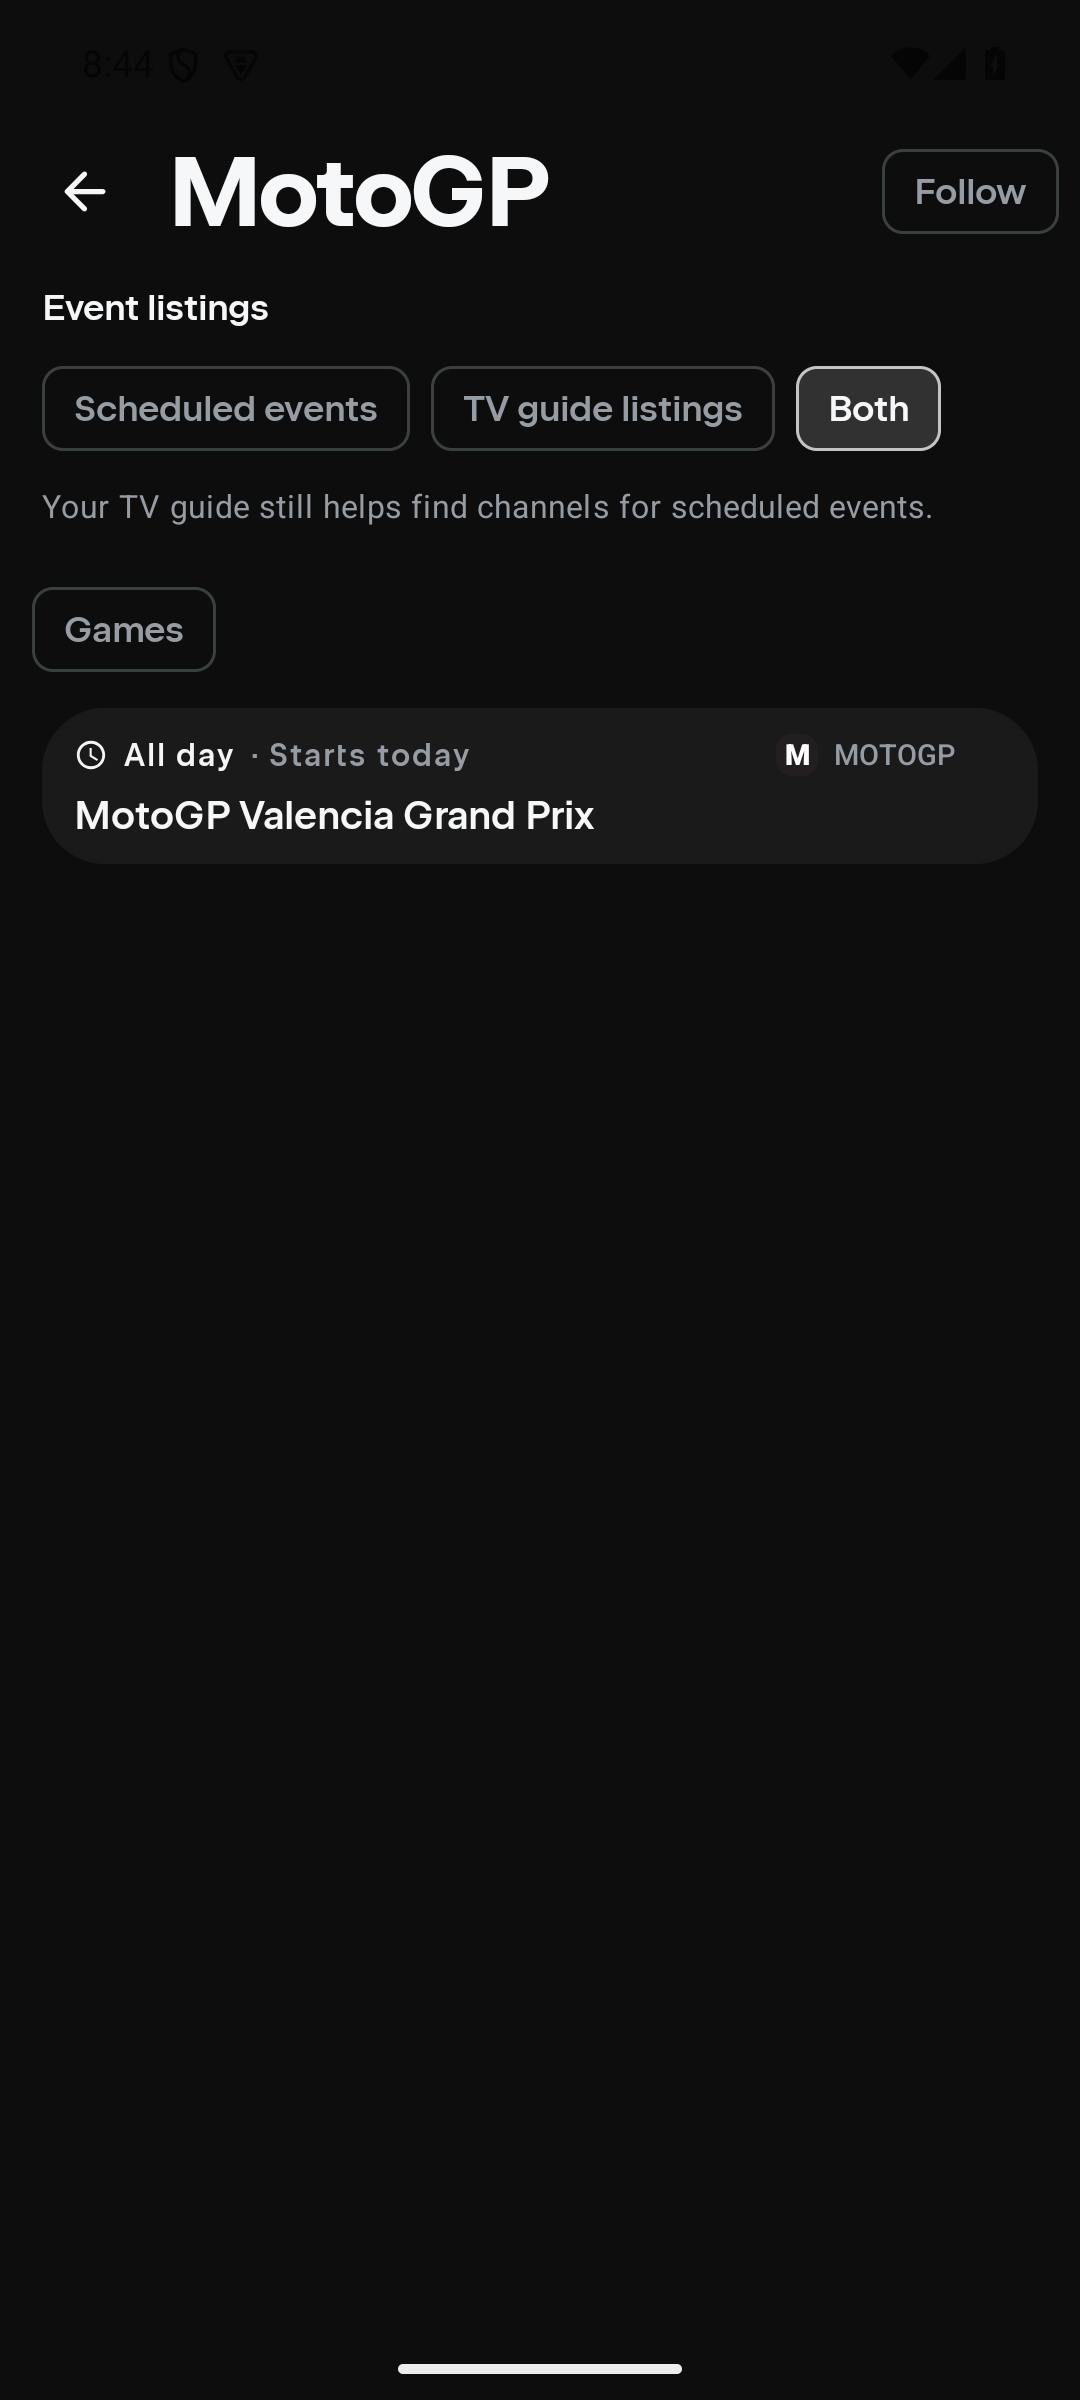 8:44
MotoGP
Follow
Event listings
Scheduled events
TV guide listings
Both
Your TV guide still helps find channels for scheduled events.
Games
All day · Starts today
M MOTOGP
MotoGP Valencia Grand Prix